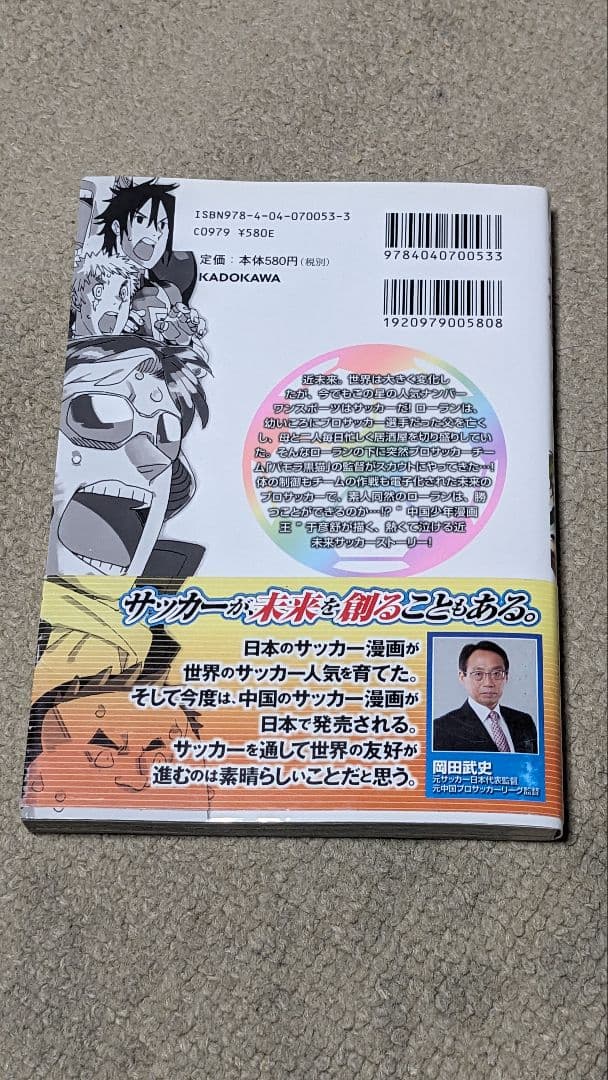 ISBN978-4-04-070053-3
C0979 ¥580E
定価：本体580円（税別）
KADOKAWA
9784040700533
1920979005808
近未来。世界は大きく変化し
たが、今でもこの星の人気ナンバー
ワンスポーツはサッカーだ！ローランは、
幼いころにプロサッカー選手だった父を亡く
し、母と二人毎日忙しく居酒屋を切り盛りしてい
た。そんなローランの下に突然プロサッカーチー
ム「パモラ黒猫」の監督がスカウトにやってきた…！
体の制御もチームの作戦も電子化された未来の
プロサッカーで、素人同然のローランは、勝
つことができるのか…!? “中国少年漫画
王”于彦舒が描く、熱くて泣ける近
未来サッカーストーリー！
サッカーが、未来を創ることもある。
日本のサッカー漫画が
世界のサッカー人気を育てた。
そして今度は、中国のサッカー漫画が
日本で発売される。
サッカーを通して世界の友好が
進むのは素晴らしいことだと思う。
岡田武史
元サッカー日本代表監督
元中国プロサッカーリーグ監督